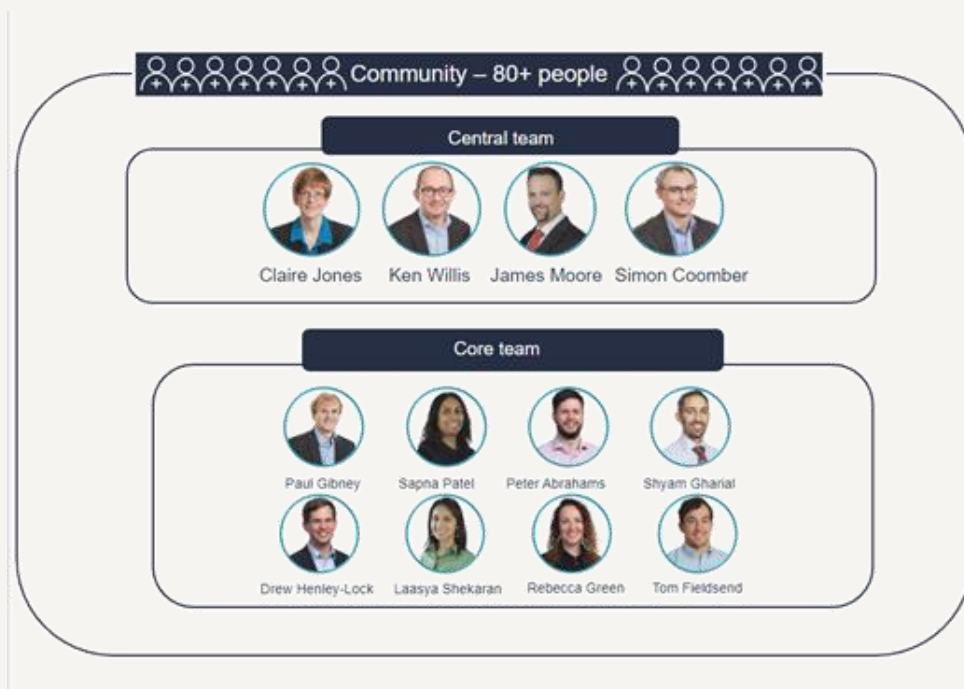 Community – 80+ people
Central team
Claire Jones Ken Willis James Moore Simon Coomber
Core team
Paul Gibney Sapna Patel Peter Abrahams Shyam Gharial
Drew Henley-Lock Laasya Shekaran Rebecca Green Tom Fieldsend